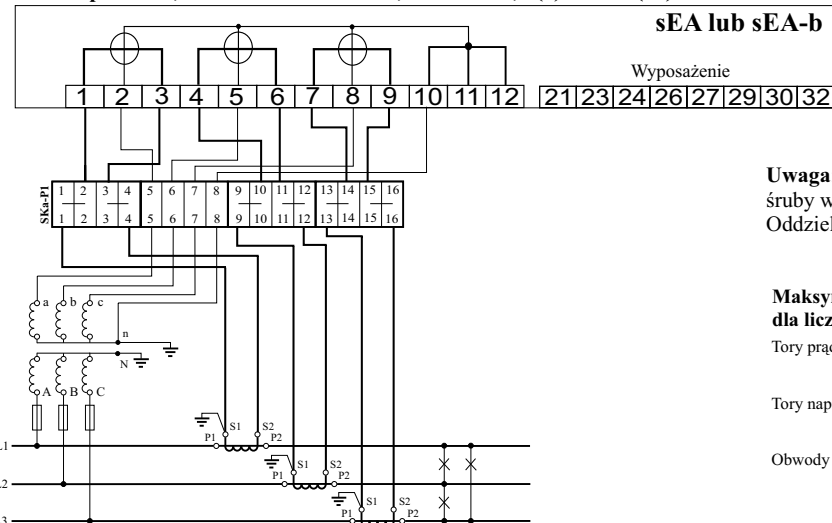 sEA lub sEA-b
Wyposażenie
1 2 3 4 5 6 7 8 9 10 11 12
21 23 24 26 27 29 30 32
SKa-P1
1 2 3 4 5 6 7 8 9 10 11 12 13 14 15 16
1 2 3 4 5 6 7 8 9 10 11 12 13 14 15 16
Uwaga
śruby w
Oddziel
a b c
n
N
A B C
Maksym
dla licz
Tory prąd
Tory nap
Obwody
S1 S2
P1 P2
L1
S1 S2
P1 P2
L2
S1 S2
P1 P2
L3